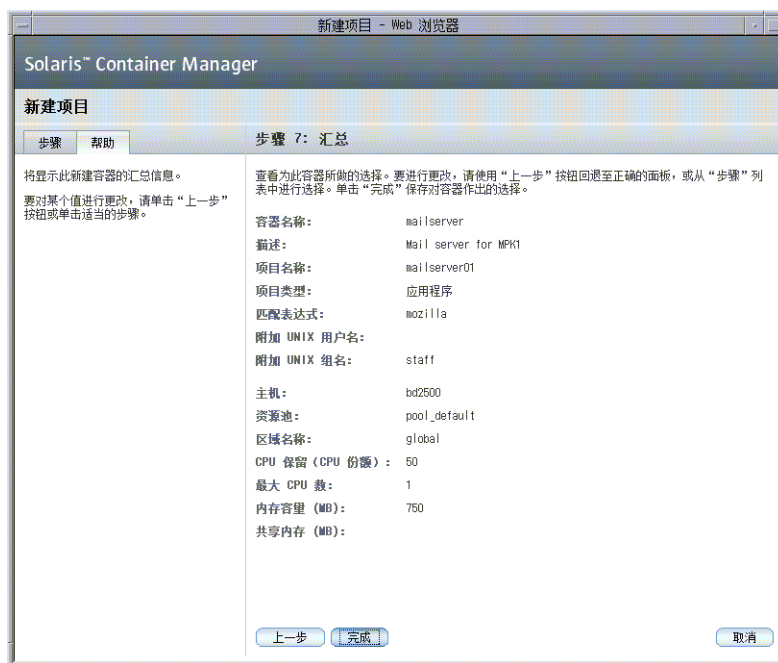 新建项目 - Web 浏览器
Solaris™ Container Manager
新建项目
步骤 帮助
将显示此新建容器的汇总信息。
要对某个值进行更改，请单击“上一步”
按钮或单击适当的步骤。
步骤 7: 汇总
查看为此容器所做的选择。要进行更改，请使用“上一步”按钮回退至正确的面板，或从“步骤”列
表中进行选择。单击“完成”保存对容器作出的选择。
容器名称: mailserver
描述: Mail server for MPK1
项目名称: mailserver01
项目类型: 应用程序
匹配表达式: mozilla
附加 UNIX 用户名:
附加 UNIX 组名: staff
主机: bd2500
资源池: pool_default
区域名称: global
CPU 保留 (CPU 份额): 50
最大 CPU 数: 1
内存容量 (MB): 750
共享内存 (MB):
上一步 完成 取消